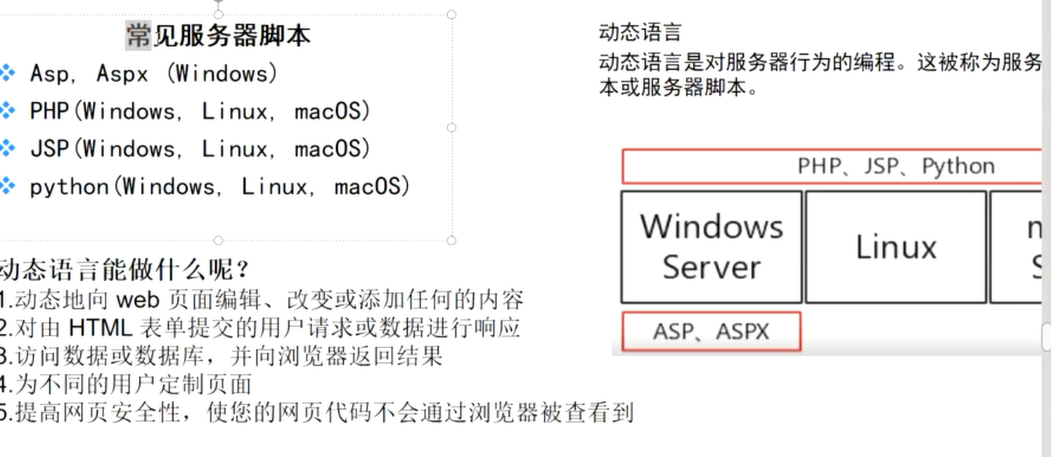 常见服务器脚本
Asp, Aspx (Windows)
PHP(Windows, Linux, macOS)
JSP(Windows, Linux, macOS)
python(Windows, Linux, macOS)
动态语言能做什么呢？
1.动态地向 web 页面编辑、改变或添加任何的内容
2.对由 HTML 表单提交的用户请求或数据进行响应
3.访问数据或数据库，并向浏览器返回结果
4.为不同的用户定制页面
5.提高网页安全性，使您的网页代码不会通过浏览器被查看到
动态语言
动态语言是对服务器行为的编程。这被称为服务
本或服务器脚本。
PHP、JSP、Python
Windows
Server
Linux
ASP、ASPX